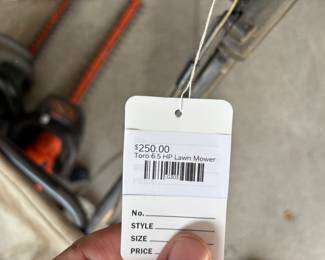 $250.00
Toro 6.5 HP Lawn Mower
No.
STYLE
SIZE
PRICE